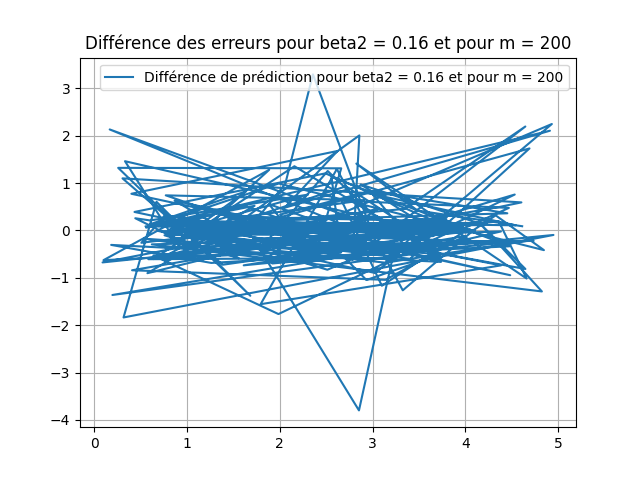 Différence des erreurs pour beta2 = 0.16 et pour m = 200
Différence de prédiction pour beta2 = 0.16 et pour m = 200
3
2
1
0
−1
−2
−3
−4
0 1 2 3 4 5